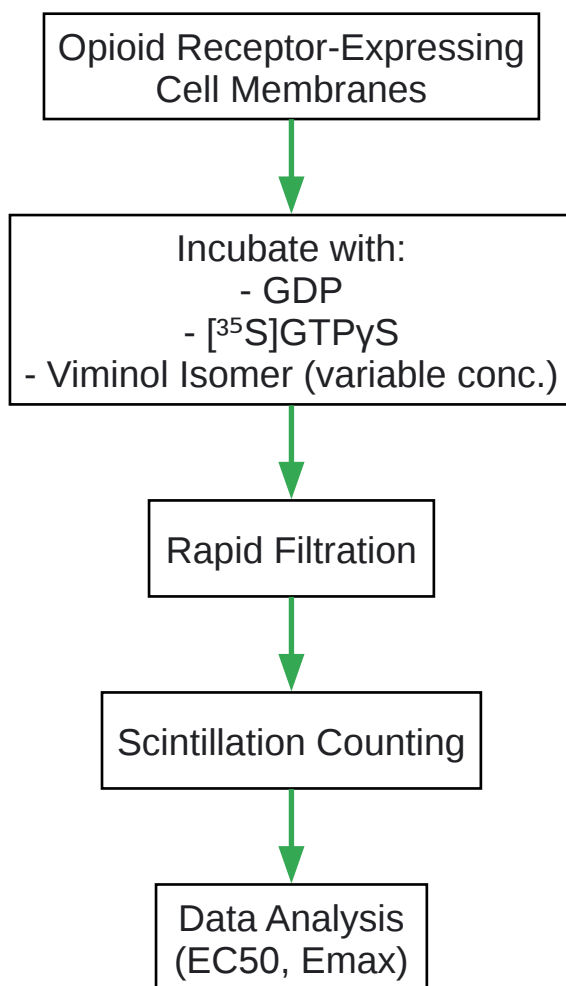 Opioid Receptor-Expressing
Cell Membranes
Incubate with:
- GDP
- [³⁵S]GTPγS
- Viminol Isomer (variable conc.)
Rapid Filtration
Scintillation Counting
Data Analysis
(EC50, Emax)